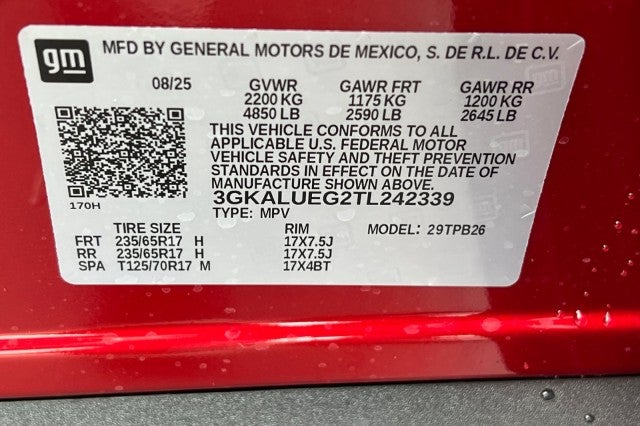 gm
MFD BY GENERAL MOTORS DE MEXICO, S. DE R.L. DE C.V.
08/25 GVWR GAWR FRT GAWR RR
2200 KG 1175 KG 1200 KG
4850 LB 2590 LB 2645 LB
THIS VEHICLE CONFORMS TO ALL
APPLICABLE U.S. FEDERAL MOTOR
VEHICLE SAFETY AND THEFT PREVENTION
STANDARDS IN EFFECT ON THE DATE OF
MANUFACTURE SHOWN ABOVE.
3GKALUEG2TL242339
170H
TYPE: MPV
TIRE SIZE RIM MODEL: 29TPB26
FRT 235/65R17 H 17X7.5J
RR 235/65R17 H 17X7.5J
SPA T125/70R17 M 17X4BT